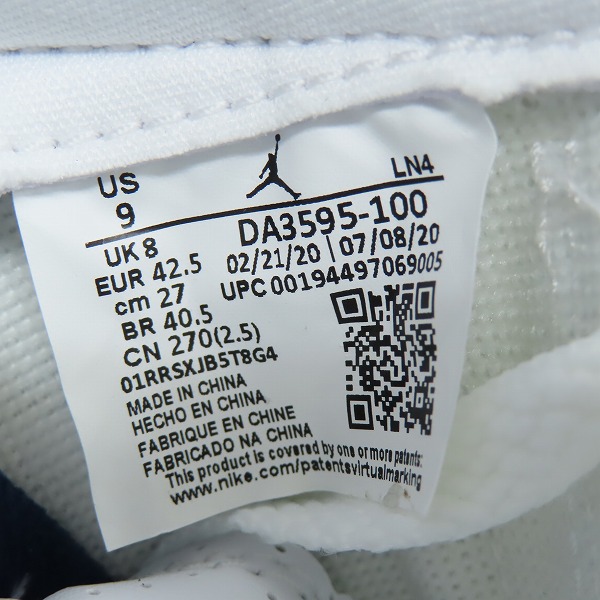 US
9
LN4
UK 8
EUR 42.5
cm 27
BR 40.5
CN 270(2.5)
DA3595-100
02/21/20 | 07/08/20
UPC 00194497069005
01RRSXJB5T8G4
MADE IN CHINA
HECHO EN CHINA
FABRIQUE EN CHINE
FABRICADO NA CHINA
This product is covered by one or more patents:
www.nike.com/patentsvirtualmarking